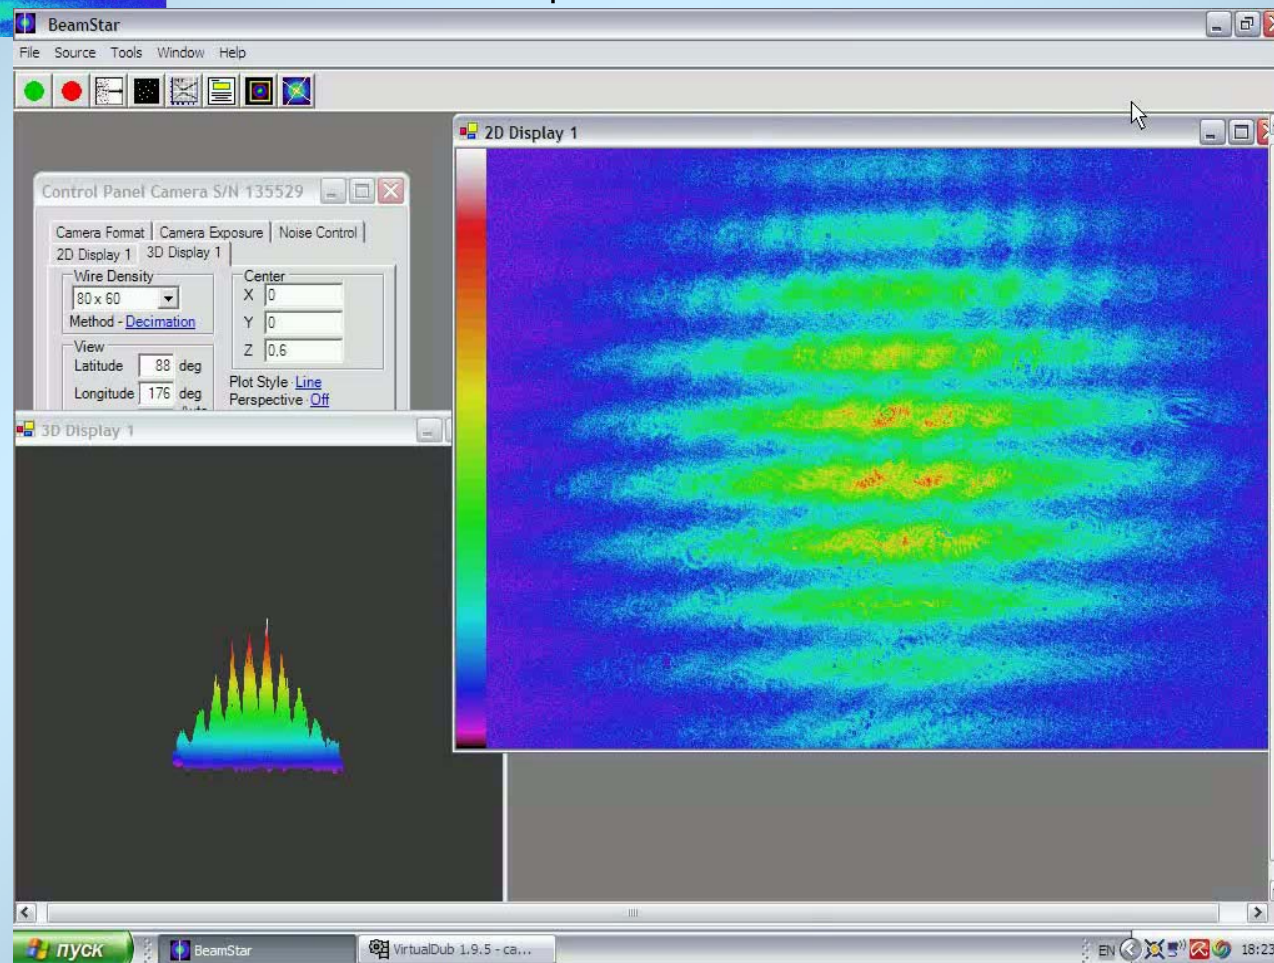 BeamStar
File Source Tools Window Help
2D Display 1
Control Panel Camera S/N 135529
Camera Format Camera Exposure Noise Control
2D Display 1 3D Display 1
Wire Density
80 x 60
Method - Decimation
Center
X 0
Y 0
Z 0.6
View
Latitude 88 deg
Longitude 176 deg
Plot Style Line
Perspective Off
3D Display 1
пуск
BeamStar
VirtualDub 1.9.5 - ca...
EN
18:23